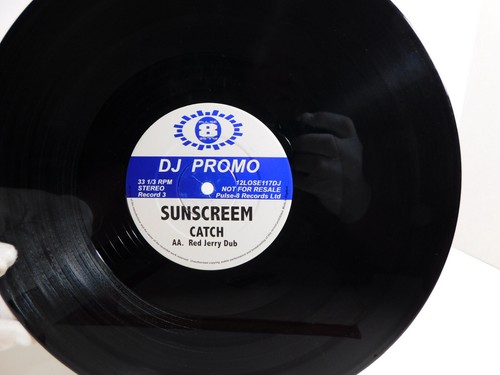 8
DJ PROMO
33 1/3 RPM
STEREO
Record 3
12LOSE117DJ
NOT FOR RESALE
Pulse-8 Records Ltd
SUNSCREEM
CATCH
AA. Red Jerry Dub